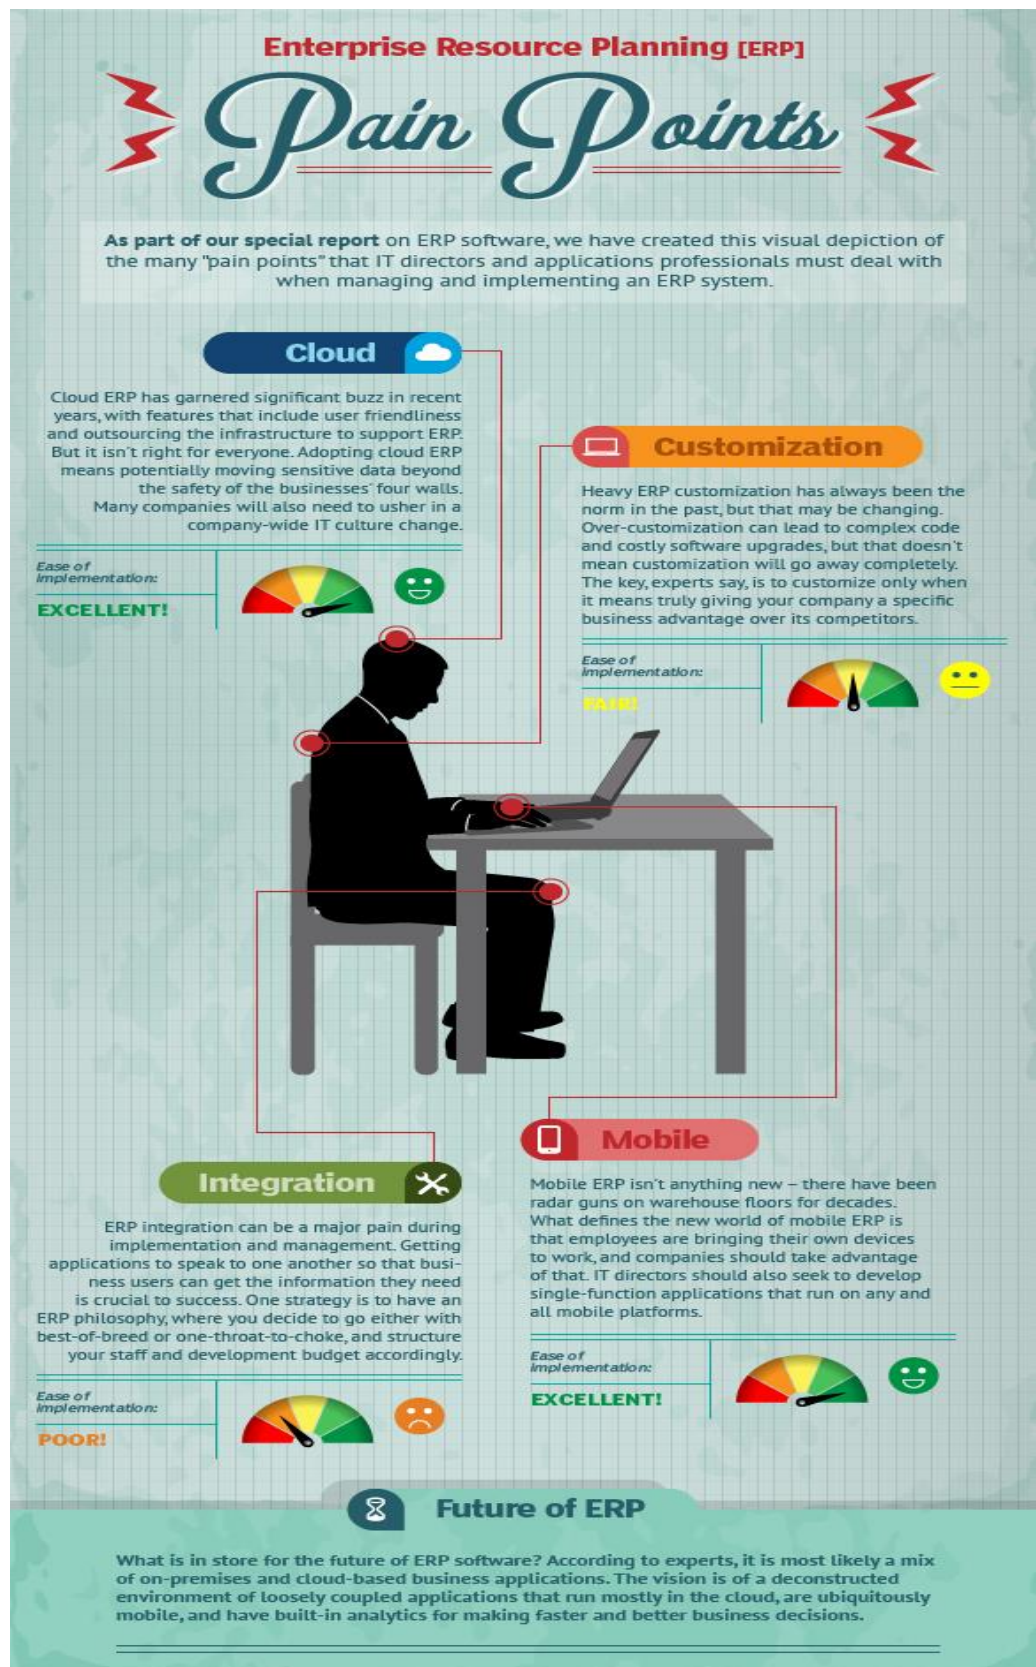 Enterprise Resource Planning [ERP]
Pain Points
As part of our special report on ERP software, we have created this visual depiction of
the many "pain points" that IT directors and applications professionals must deal with
when managing and implementing an ERP system.
Cloud
Cloud ERP has garnered significant buzz in recent
years, with features that include user friendliness
and outsourcing the infrastructure to support ERP.
But it isn't right for everyone. Adopting cloud ERP
means potentially moving sensitive data beyond
the safety of the businesses' four walls.
Many companies will also need to usher in a
company-wide IT culture change.
Ease of
implementation:
EXCELLENT!
Customization
Heavy ERP customization has always been the
norm in the past, but that may be changing.
Over-customization can lead to complex code
and costly software upgrades, but that doesn't
mean customization will go away completely.
The key, experts say, is to customize only when
it means truly giving your company a specific
business advantage over its competitors.
Ease of
implementation:
FAIR!
Integration
ERP integration can be a major pain during
implementation and management. Getting
applications to speak to one another so that busi-
ness users can get the information they need
is crucial to success. One strategy is to have an
ERP philosophy, where you decide to go either with
best-of-breed or one-throat-to-choke, and structure
your staff and development budget accordingly.
Ease of
implementation:
POOR!
Mobile
Mobile ERP isn't anything new – there have been
radar guns on warehouse floors for decades.
What defines the new world of mobile ERP is
that employees are bringing their own devices
to work, and companies should take advantage
of that. IT directors should also seek to develop
single-function applications that run on any and
all mobile platforms.
Ease of
implementation:
EXCELLENT!
Future of ERP
What is in store for the future of ERP software? According to experts, it is most likely a mix
of on-premises and cloud-based business applications. The vision is of a deconstructed
environment of loosely coupled applications that run mostly in the cloud, are ubiquitously
mobile, and have built-in analytics for making faster and better business decisions.